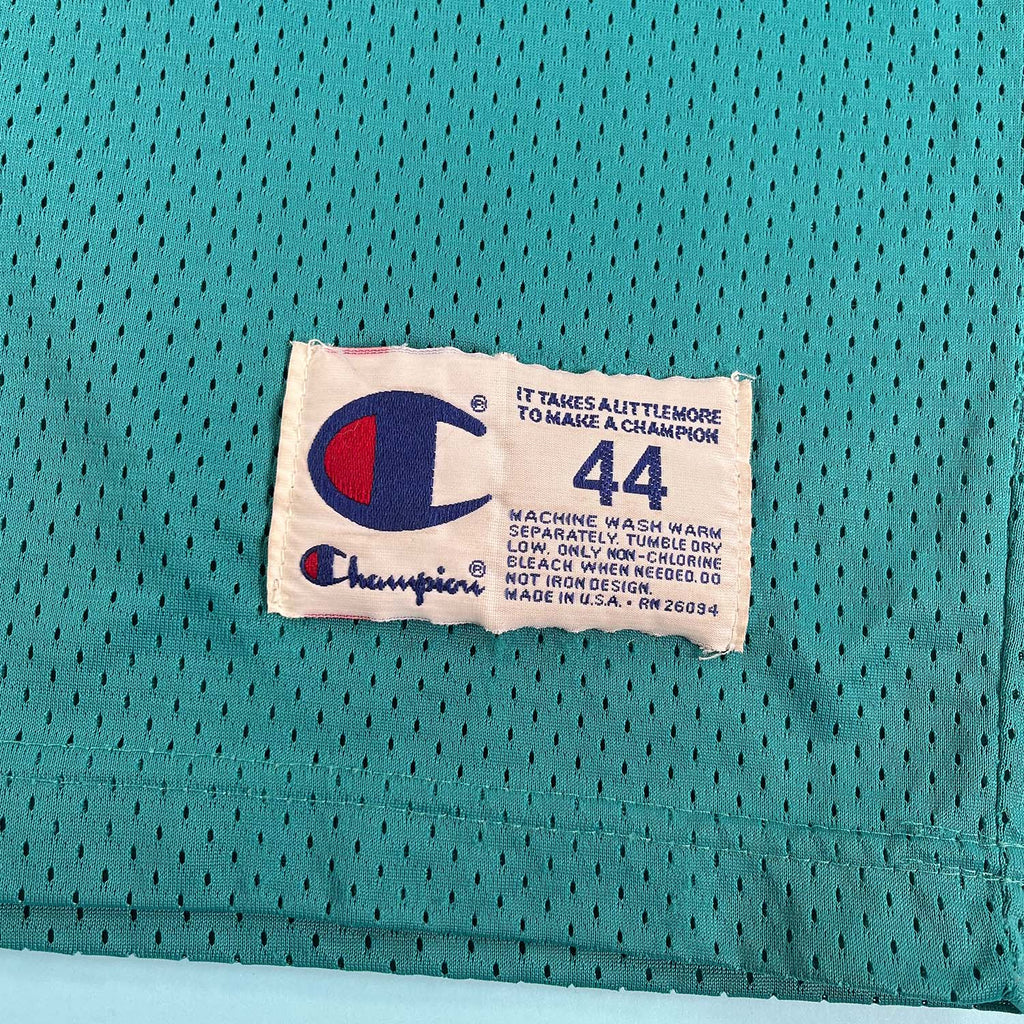 ®
Champion®
IT TAKES A LITTLE MORE
TO MAKE A CHAMPION
44
MACHINE WASH WARM
SEPARATELY. TUMBLE DRY
LOW. ONLY NON-CHLORINE
BLEACH WHEN NEEDED. DO
NOT IRON DESIGN.
MADE IN U.S.A. • RN 26094